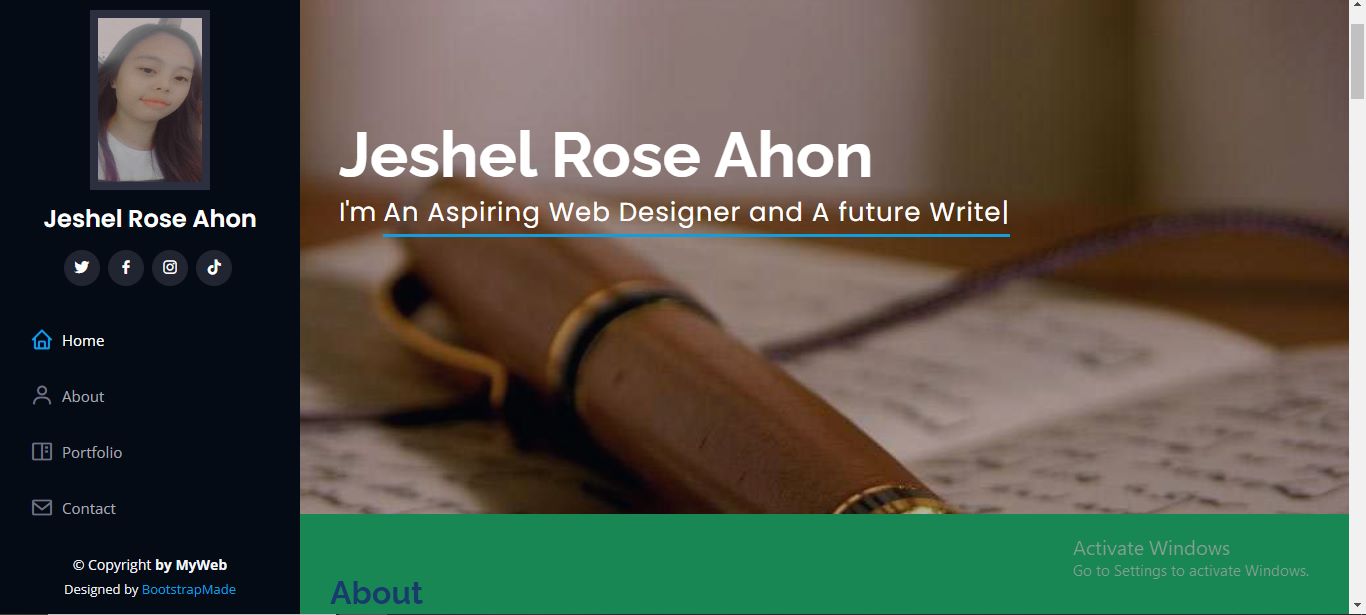 Jeshel Rose Ahon
Home
About
Portfolio
Contact
© Copyright by MyWeb
Designed by BootstrapMade
Jeshel Rose Ahon
I'm An Aspiring Web Designer and A future Write|
About
Activate Windows
Go to Settings to activate Windows.